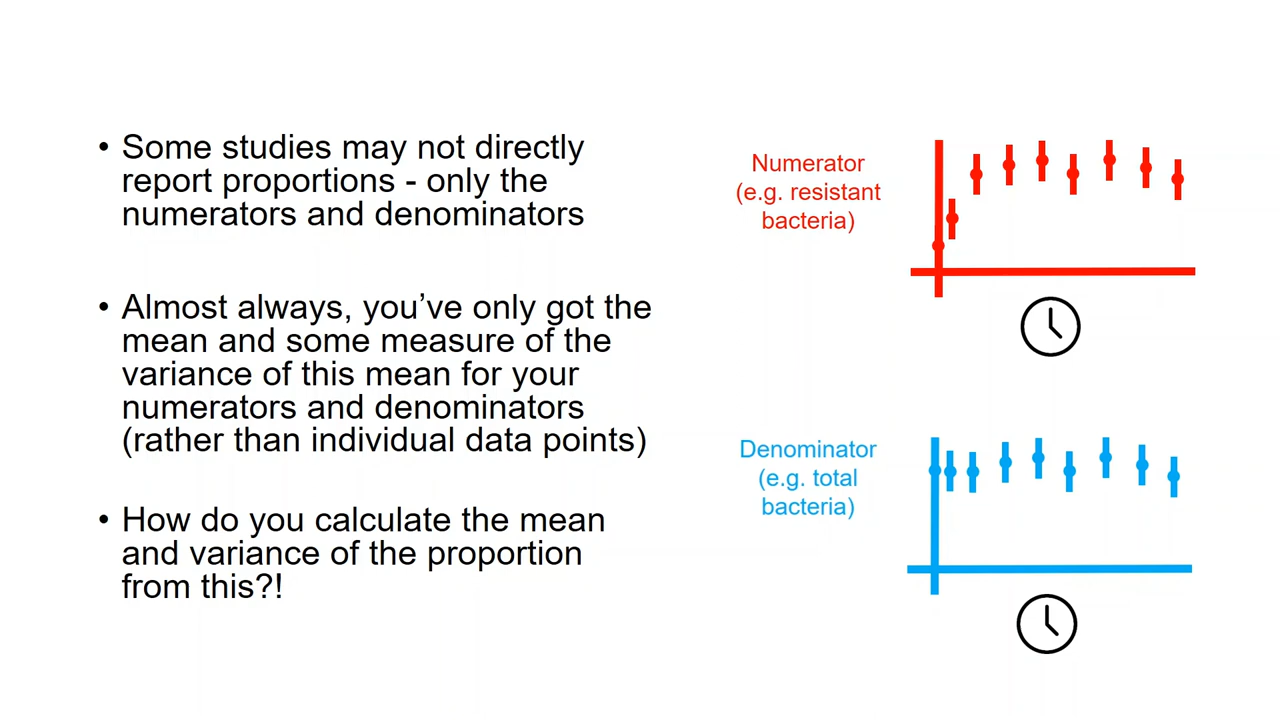 • Some studies may not directly
report proportions - only the
numerators and denominators
• Almost always, you’ve only got the
mean and some measure of the
variance of this mean for your
numerators and denominators
(rather than individual data points)
• How do you calculate the mean
and variance of the proportion
from this?!
Numerator
(e.g. resistant
bacteria)
Denominator
(e.g. total
bacteria)